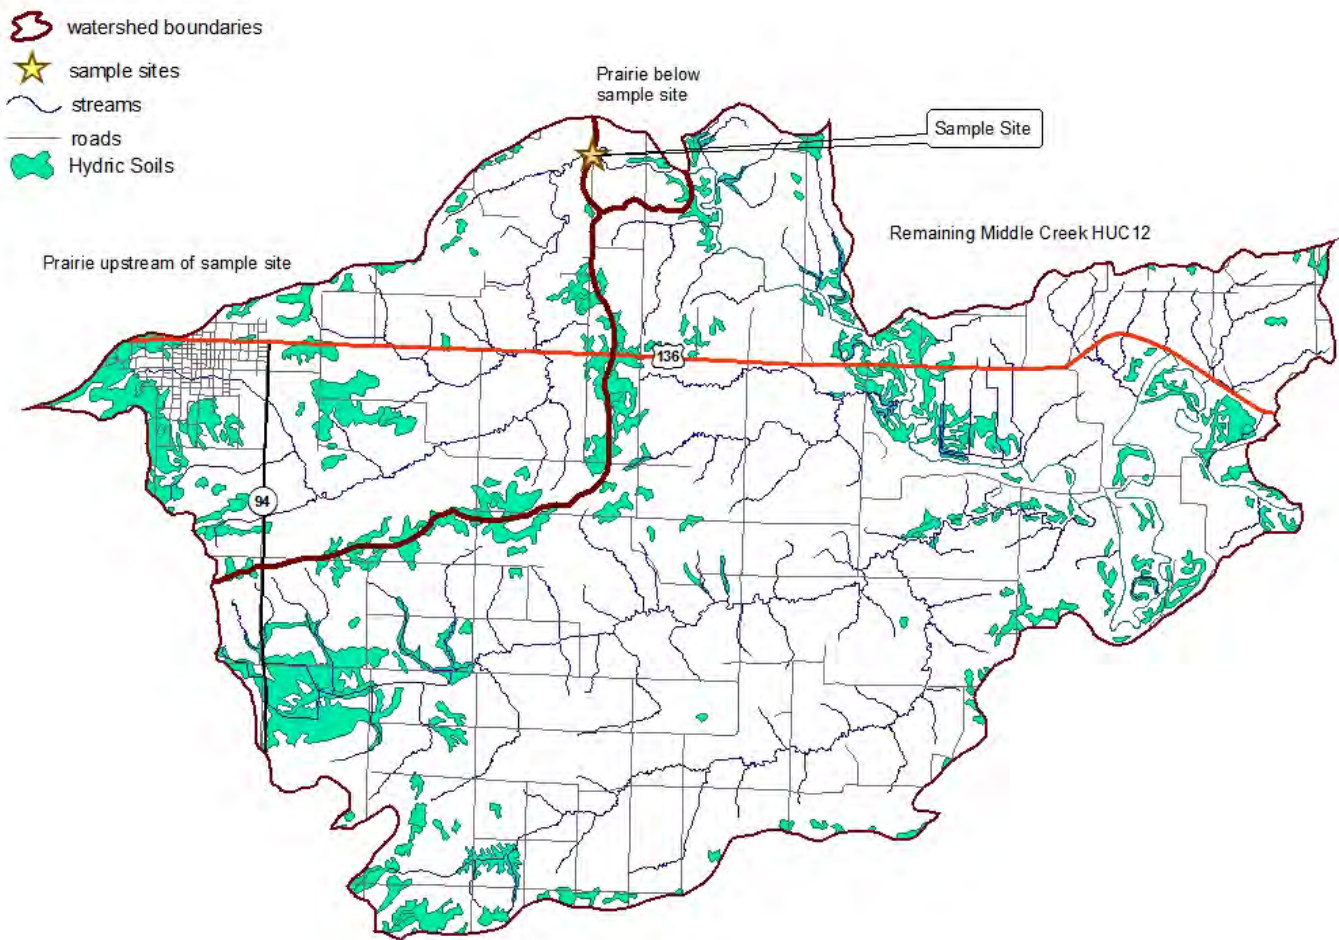 watershed boundaries
sample sites
streams
roads
Hydric Soils
Prairie below
sample site
Sample Site
Remaining Middle Creek HUC12
Prairie upstream of sample site
136
94